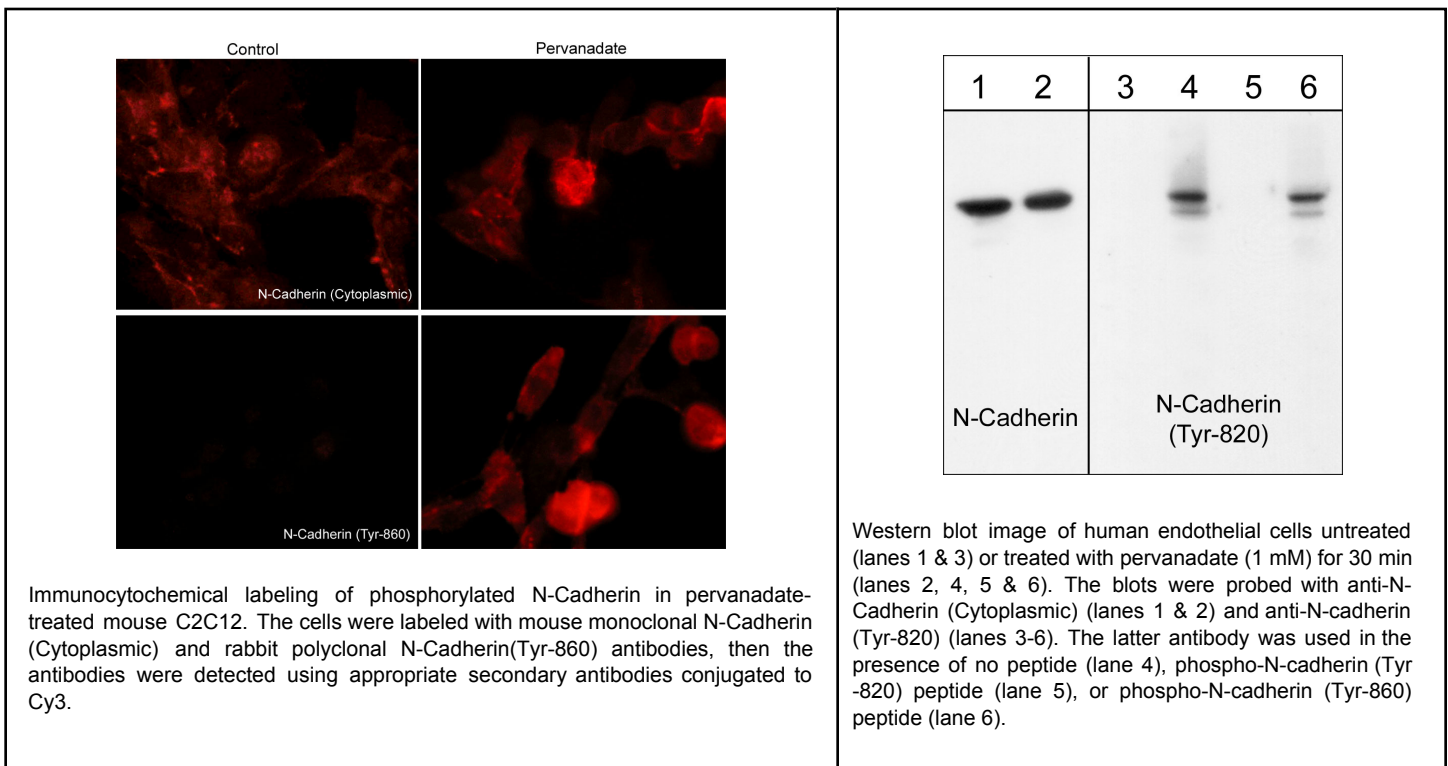 Control
Pervanadate
N-Cadherin (Cytoplasmic)
N-Cadherin (Tyr-860)
Immunocytochemical labeling of phosphorylated N-Cadherin in pervanadate-
treated mouse C2C12. The cells were labeled with mouse monoclonal N-Cadherin
(Cytoplasmic) and rabbit polyclonal N-Cadherin(Tyr-860) antibodies, then the
antibodies were detected using appropriate secondary antibodies conjugated to
Cy3.
1 2 3 4 5 6
N-Cadherin
N-Cadherin
(Tyr-820)
Western blot image of human endothelial cells untreated
(lanes 1 & 3) or treated with pervanadate (1 mM) for 30 min
(lanes 2, 4, 5 & 6). The blots were probed with anti-N-
Cadherin (Cytoplasmic) (lanes 1 & 2) and anti-N-cadherin
(Tyr-820) (lanes 3-6). The latter antibody was used in the
presence of no peptide (lane 4), phospho-N-cadherin (Tyr
-820) peptide (lane 5), or phospho-N-cadherin (Tyr-860)
peptide (lane 6).